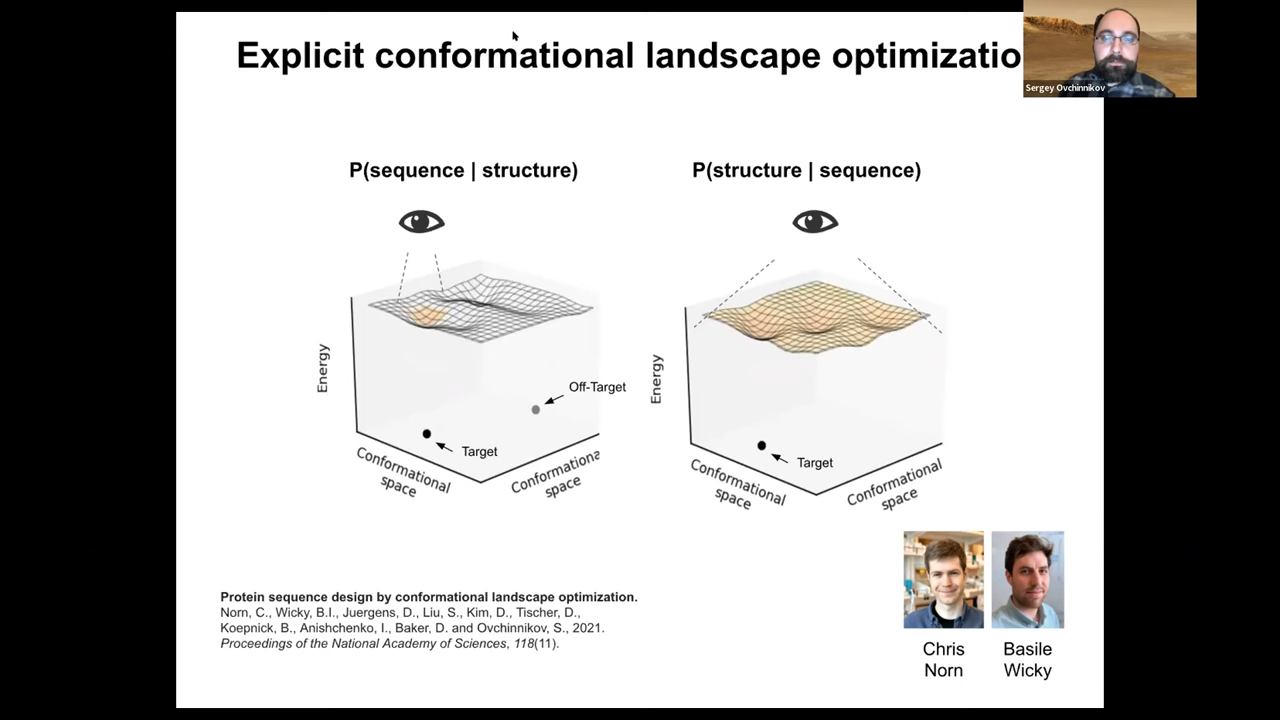 Explicit conformational landscape optimizatio
Sergey Ovchinnikov
P(sequence | structure)
P(structure | sequence)
Energy
Off-Target
Target
Conformational
space
Conformationa
space
Energy
Target
Conformational
space
Conformational
space
Protein sequence design by conformational landscape optimization.
Norn, C., Wicky, B.I., Juergens, D., Liu, S., Kim, D., Tischer, D.,
Koepnick, B., Anishchenko, I., Baker, D. and Ovchinnikov, S., 2021.
Proceedings of the National Academy of Sciences, 118(11).
Chris
Norn
Basile
Wicky